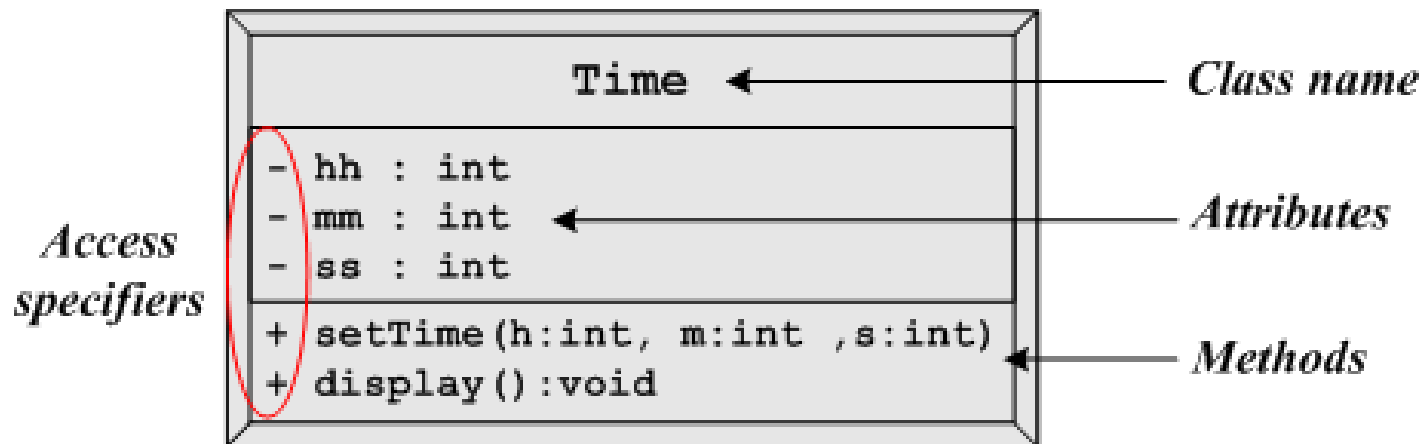 Time
Class name
- hh : int
- mm : int
- ss : int
Attributes
Access
specifiers
+ setTime(h:int, m:int ,s:int)
+ display():void
Methods